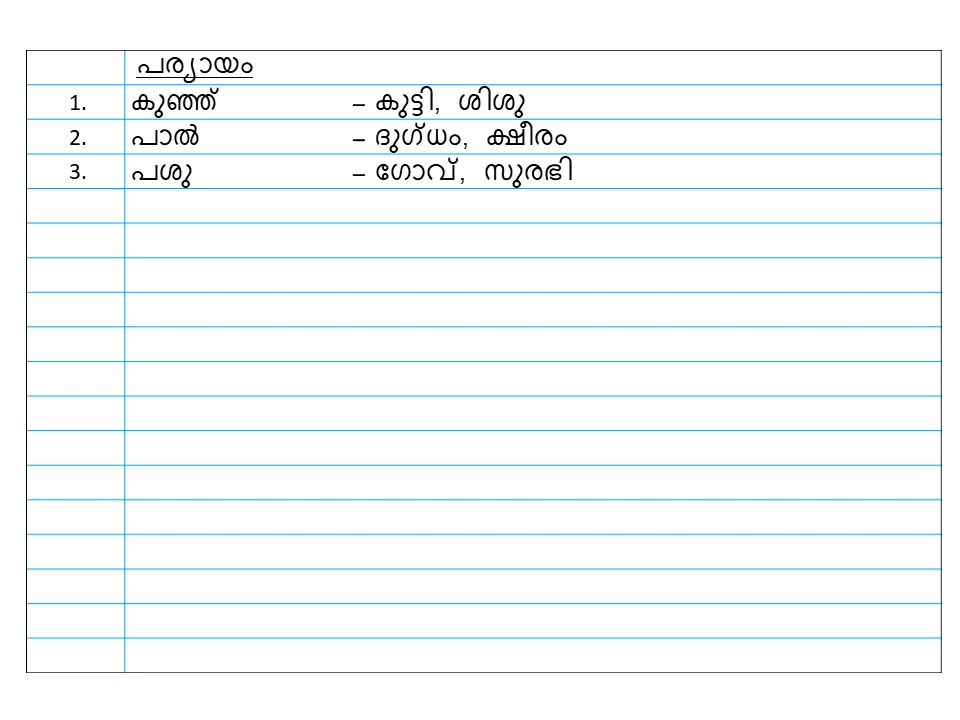 പര്യായം
1. കുഞ്ഞ് – കുട്ടി, ശിശു
2. പാൽ – ദുഗ്ധം, ക്ഷീരം
3. പശു – ഗോവ്, സുരഭി